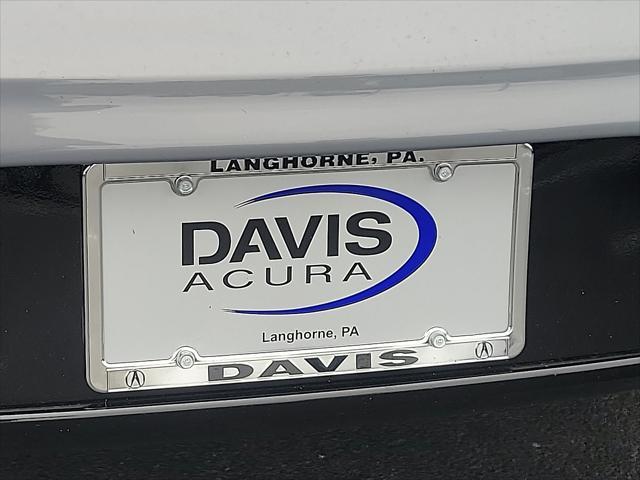 LANGHORNE, PA.
DAVIS
ACURA
Langhorne, PA
DAVIS